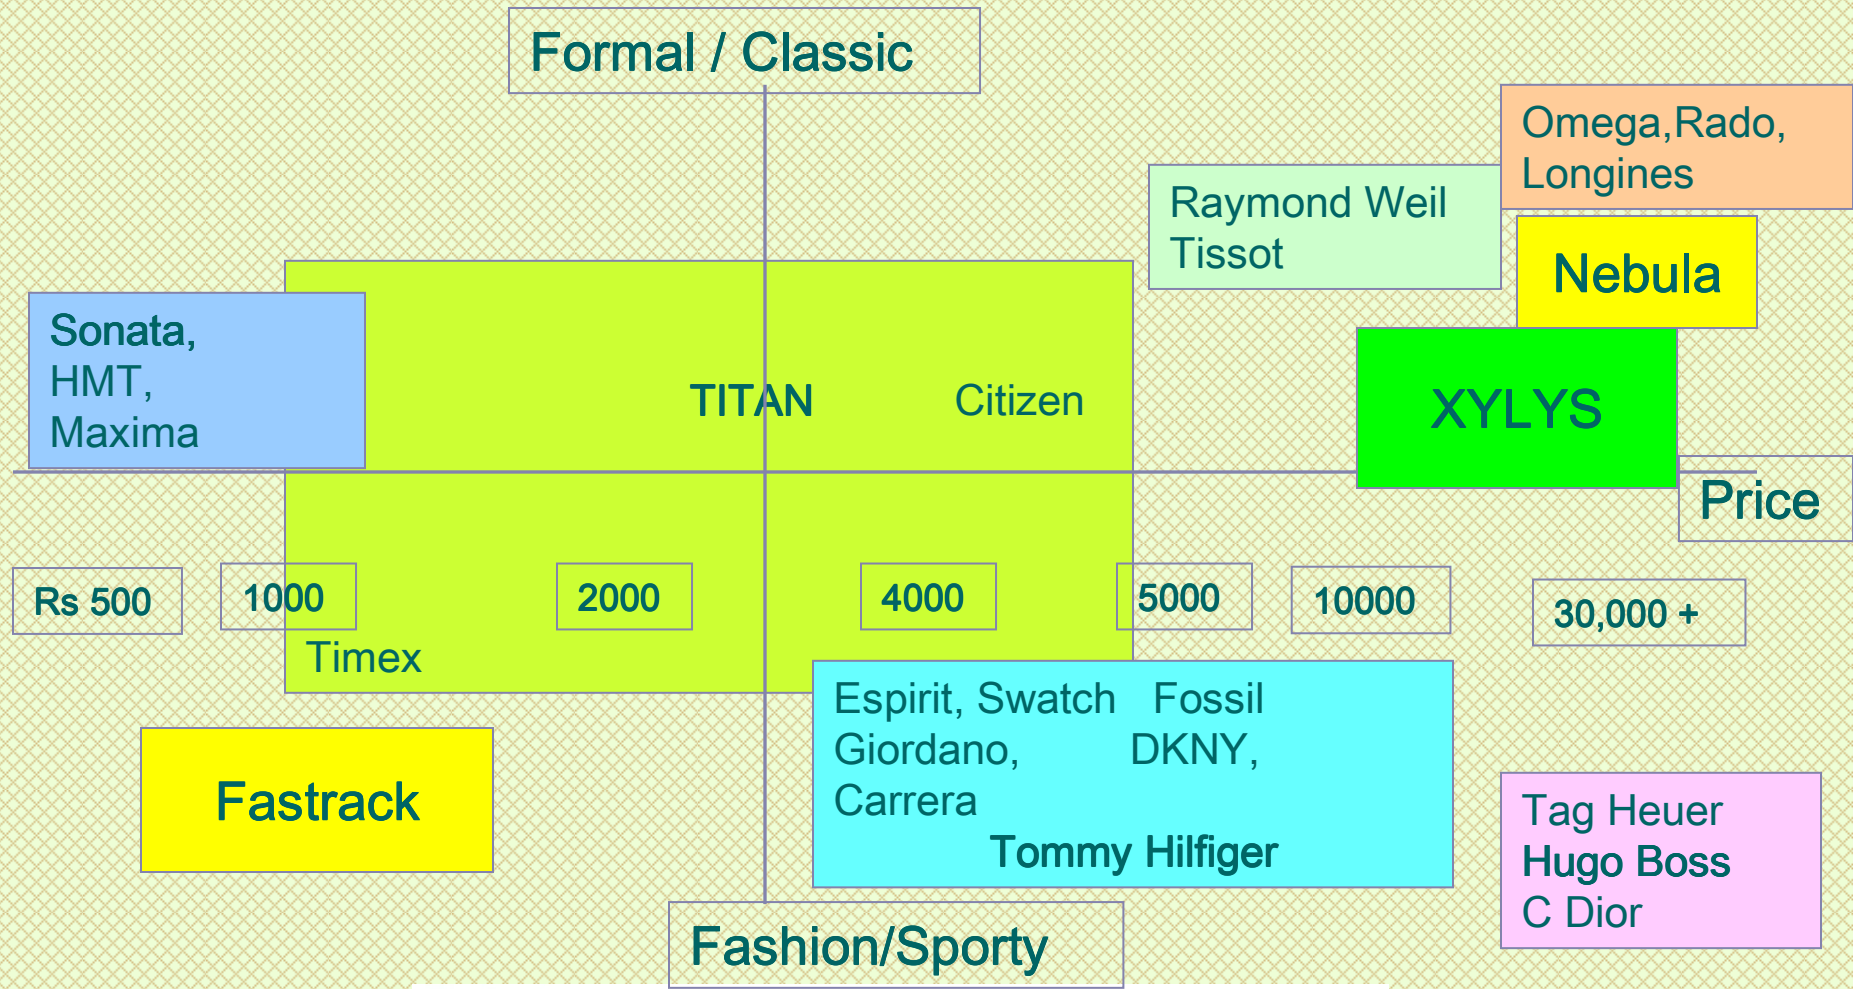 Formal / Classic
Omega,Rado,
Longines
Raymond Weil
Tissot
Nebula
Sonata,
HMT,
Maxima
TITAN
Citizen
XYLYS
Price
Rs 500
1000
2000
4000
5000
10000
30,000 +
Timex
Espirit, Swatch Fossil
Giordano, DKNY,
Carrera
Tommy Hilfiger
Fastrack
Tag Heuer
Hugo Boss
C Dior
Fashion/Sporty